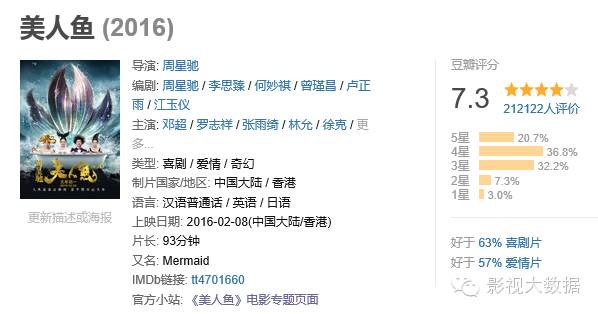 美人鱼 (2016)
导演: 周星驰
编剧: 周星驰 / 李思臻 / 何妙祺 / 曾瑾昌 / 卢正
雨 / 江玉仪
主演: 邓超 / 罗志祥 / 张雨绮 / 林允 / 徐克 / 更
多...
类型: 喜剧 / 爱情 / 奇幻
制片国家/地区: 中国大陆 / 香港
语言: 汉语普通话 / 英语 / 日语
上映日期: 2016-02-08(中国大陆/香港)
片长: 93分钟
又名: Mermaid
IMDb链接: tt4701660
官方小站: 《美人鱼》电影专题页面
美人鱼
更新描述或海报
豆瓣评分
7.3
212122人评价
5星 20.7%
4星 36.8%
3星 32.2%
2星 7.3%
1星 3.0%
好于 63% 喜剧片
好于 57% 爱情片
影视大数据